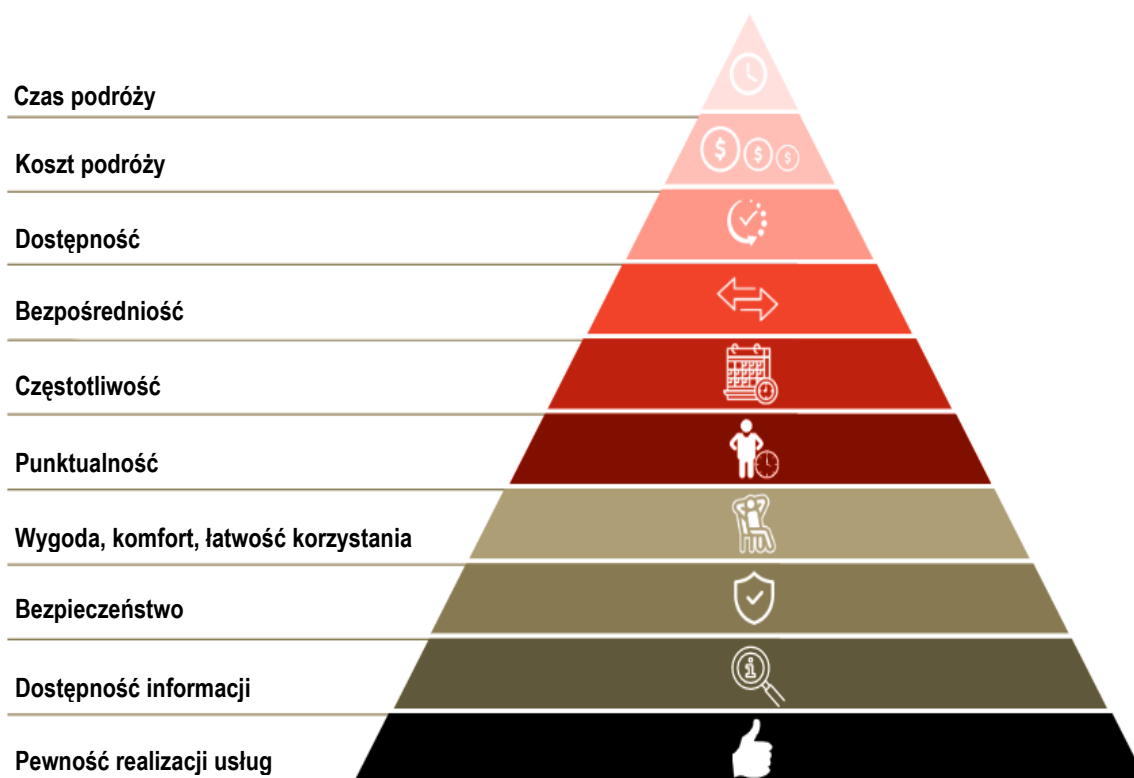 Czas podróży
Koszt podróży
$ $ $
Dostępność
Bezpośredniość
Częstotliwość
Punktualność
Wygoda, komfort, łatwość korzystania
Bezpieczeństwo
Dostępność informacji
i
Pewność realizacji usług